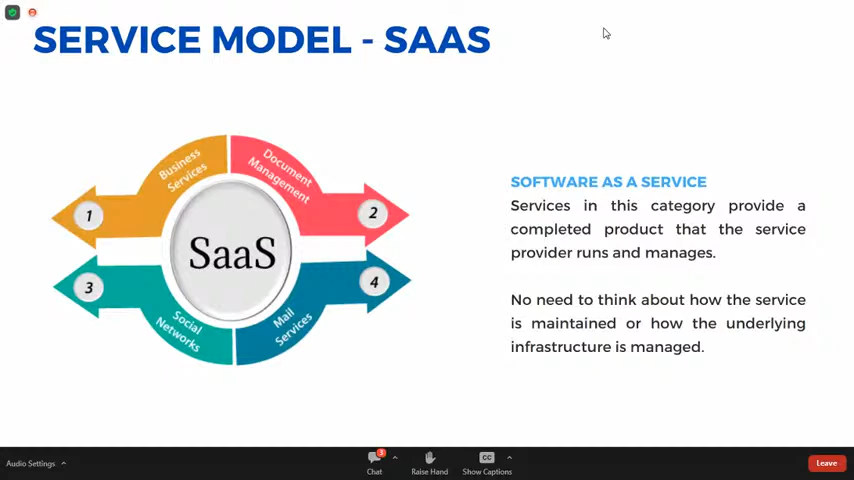 SERVICE MODEL - SAAS
Business
Services
Document
Management
1
2
SaaS
3
4
Social
Networks
Mail
Services
SOFTWARE AS A SERVICE
Services in this category provide a
completed product that the service
provider runs and manages.
No need to think about how the service
is maintained or how the underlying
infrastructure is managed.
Audio Settings
3
Chat
Raise Hand
CC
Show Captions
Leave